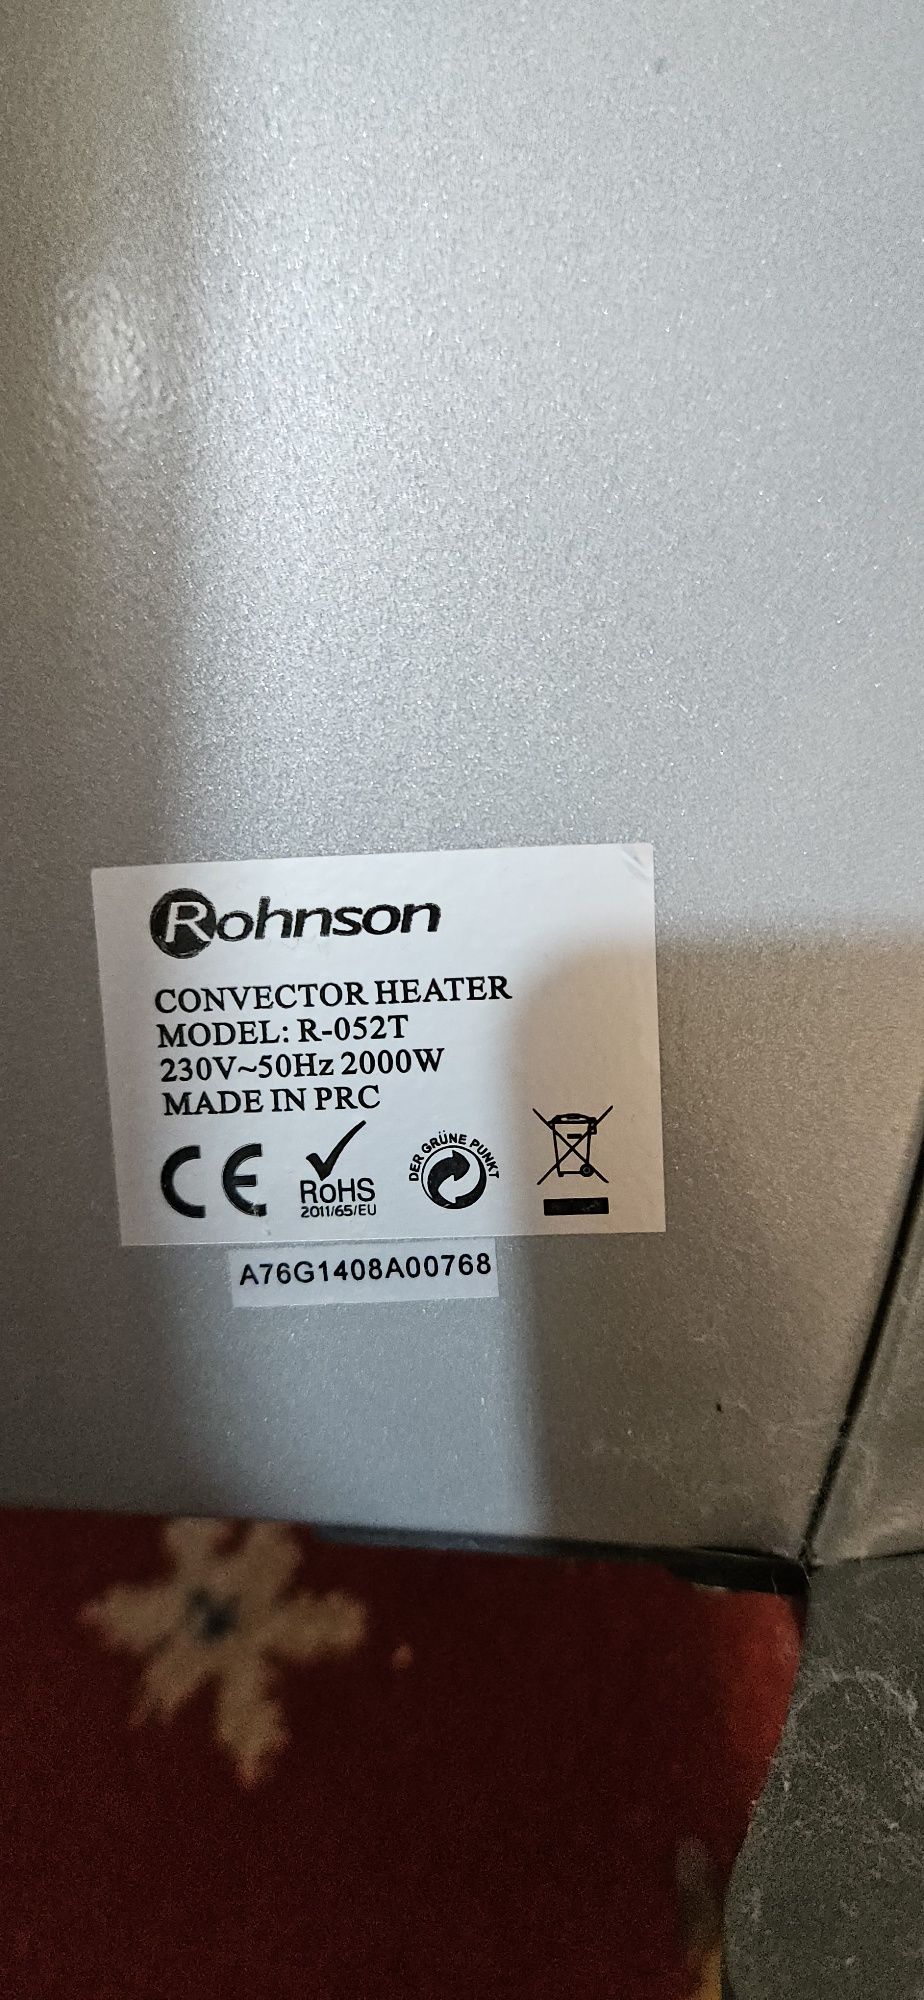 Rohnson
CONVECTOR HEATER
MODEL: R-052T
230V~50Hz 2000W
MADE IN PRC
CE
RoHS
2011/65/EU
DER GRÜNE PUNKT
A76G1408A00768